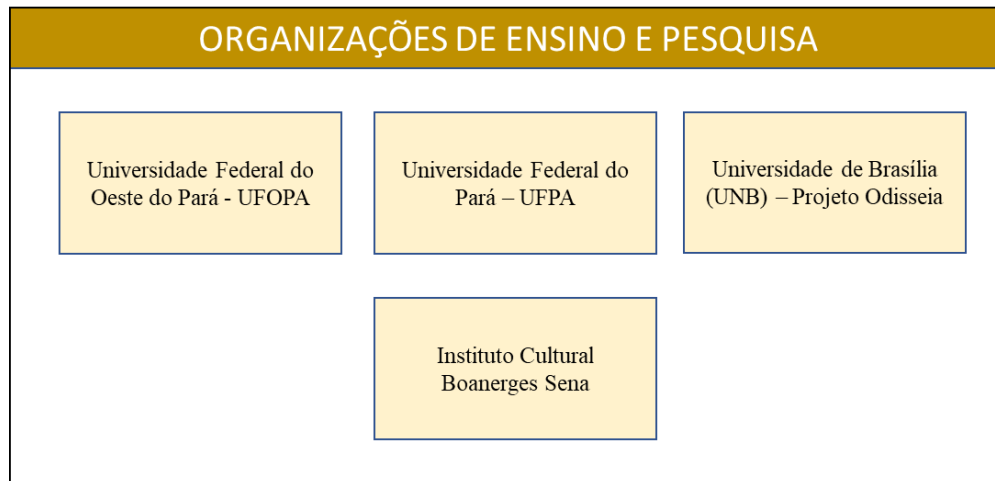 ORGANIZAÇÕES DE ENSINO E PESQUISA
Universidade Federal do
Oeste do Pará - UFOPA
Universidade Federal do
Pará – UFPA
Universidade de Brasília
(UNB) – Projeto Odisseia
Instituto Cultural
Boanerges Sena